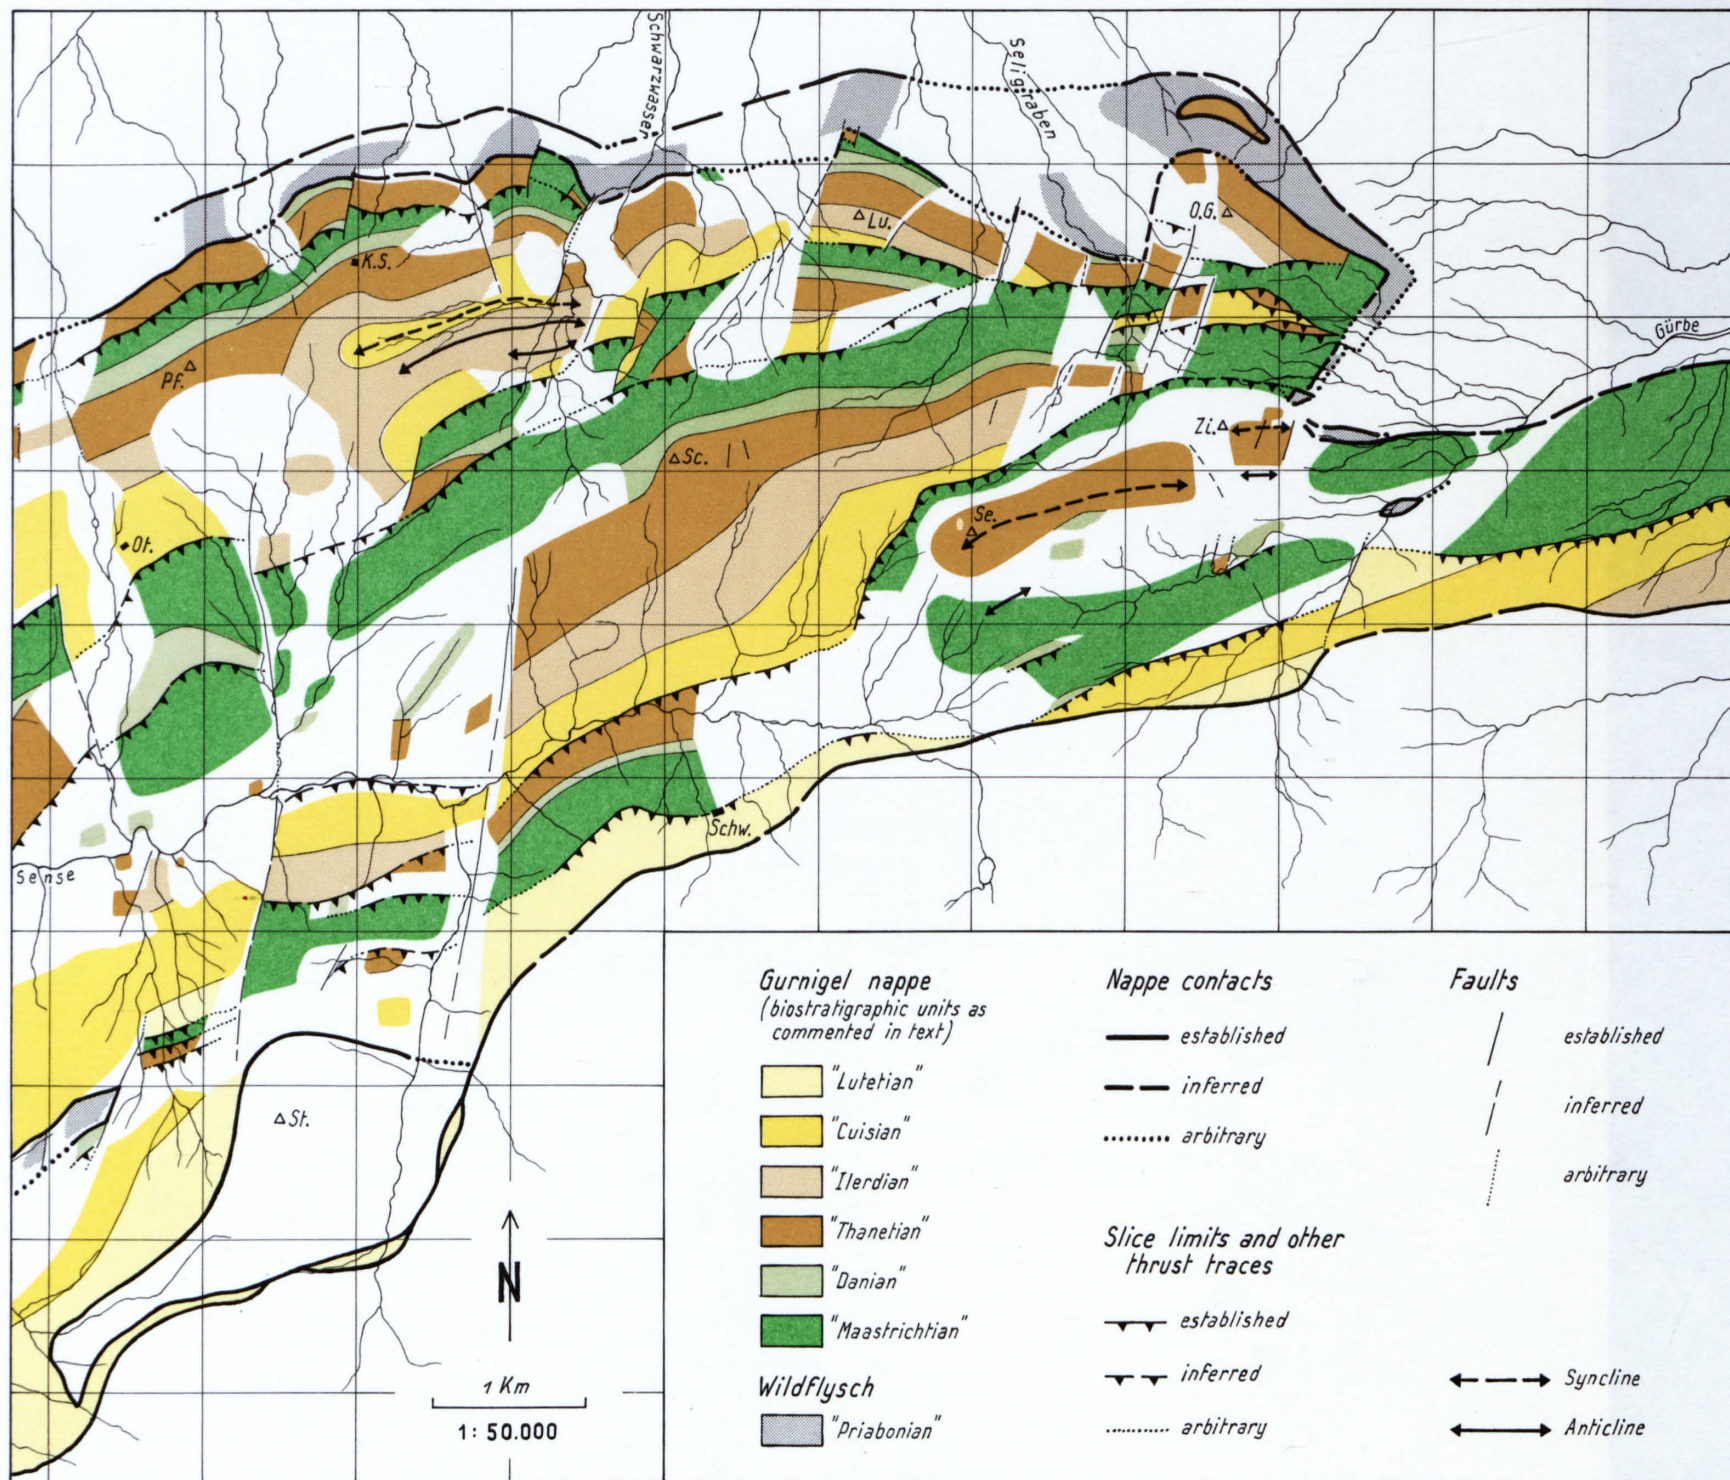 Schwarzwasser
Seligraben
Lu.
O.G.
K.S.
Gürbe
Pf.
Zi.
Sc.
Se.
Ot.
Schw.
Sense
St.
N
1 Km
1: 50.000
Gurnigel nappe
(biostratigraphic units as
commented in text)
"Lutetian"
"Cuisian"
"Ilerdian"
"Thanetian"
"Danian"
"Maastrichtian"
Wildflysch
"Priabonian"
Nappe contacts
established
inferred
arbitrary
Slice limits and other
thrust traces
established
inferred
arbitrary
Faults
established
inferred
arbitrary
Syncline
Anticline